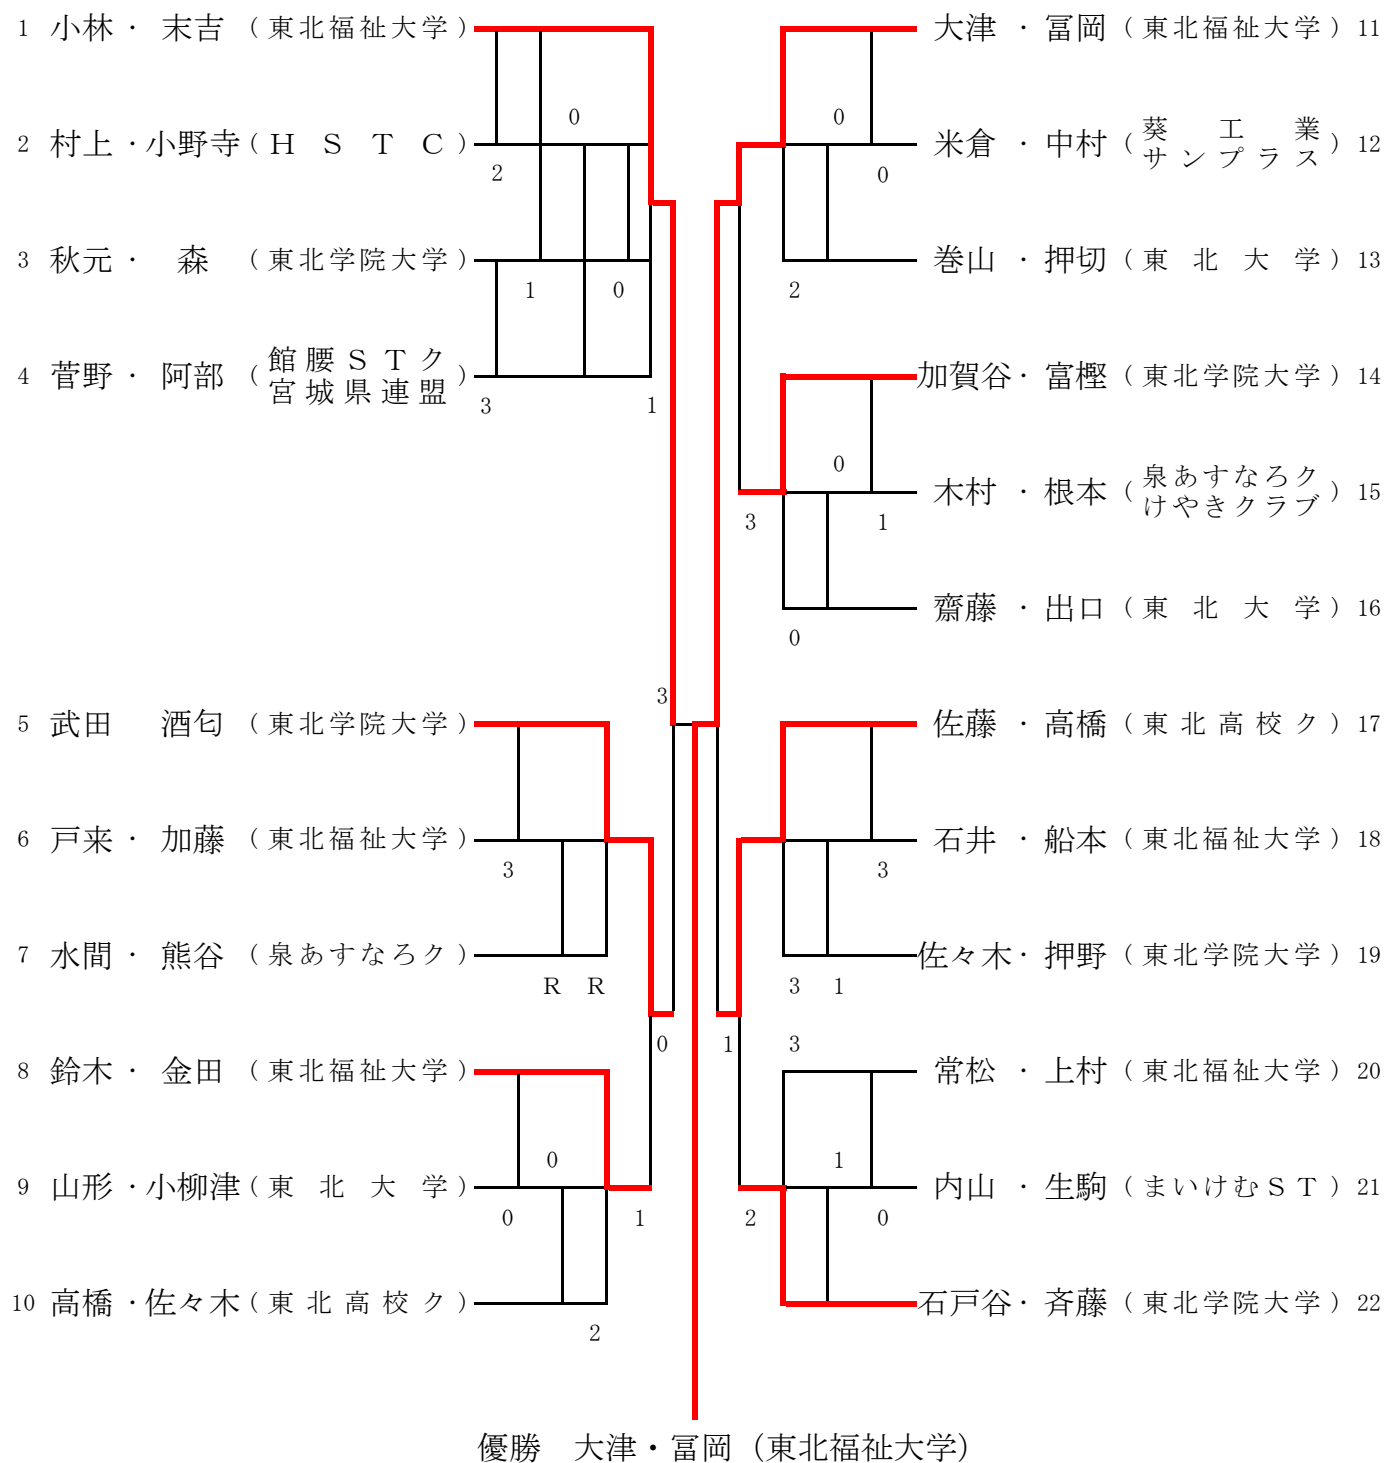 1 小林・ 末吉 (東北福祉大学)
0
2 村上・小野寺(HSTC)
2
3 秋元・ 森 (東北学院大学)
1 0
4 菅野・ 阿部 (館腰STク
宮城県連盟)
3 1
3
5 武田 酒匂 (東北学院大学)
6 戸来・ 加藤 (東北福祉大学)
3
7 水間・ 熊谷 (泉あすなろク)
R R
0
8 鈴木・ 金田 (東北福祉大学)
0
9 山形・小柳津(東北大学)
0 1
10 高橋・佐々木(東北高校ク)
2
大津・冨岡(東北福祉大学) 11
0
米倉・中村(葵工業
サンプラス) 12
0
巻山・押切(東北大学) 13
2
加賀谷・富樫(東北学院大学) 14
0
木村・根本(泉あすなろク
けやきクラブ) 15
3 1
齋藤・出口(東北大学) 16
0
佐藤・高橋(東北高校ク) 17
石井・船本(東北福祉大学) 18
3
佐々木・押野(東北学院大学) 19
3 1
1 3
常松・上村(東北福祉大学) 20
1
内山・生駒(まいけむST) 21
2 0
石戸谷・斉藤(東北学院大学) 22
優勝 大津・冨岡(東北福祉大学)